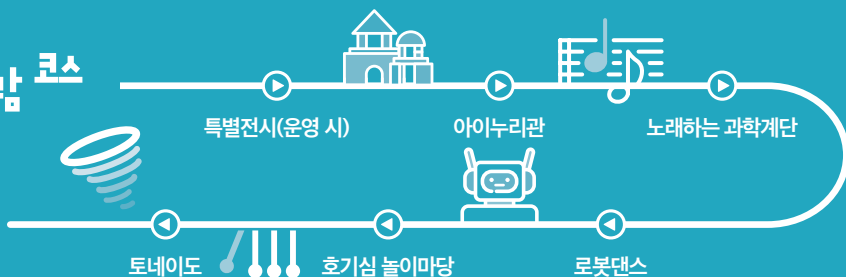 코스
특별전시(운영 시)
아이누리관
노래하는 과학계단
로봇댄스
호기심 놀이마당
토네이도